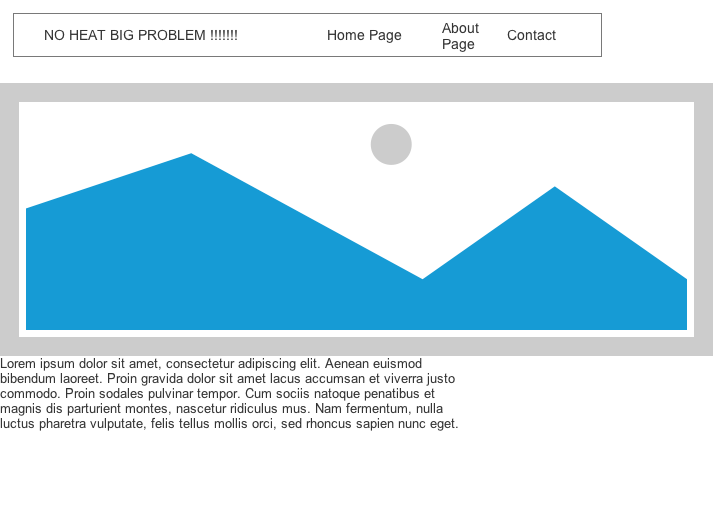 NO HEAT BIG PROBLEM !!!!!!!
Home Page
About
Page
Contact
Lorem ipsum dolor sit amet, consectetur adipiscing elit. Aenean euismod
bibendum laoreet. Proin gravida dolor sit amet lacus accumsan et viverra justo
commodo. Proin sodales pulvinar tempor. Cum sociis natoque penatibus et
magnis dis parturient montes, nascetur ridiculus mus. Nam fermentum, nulla
luctus pharetra vulputate, felis tellus mollis orci, sed rhoncus sapien nunc eget.